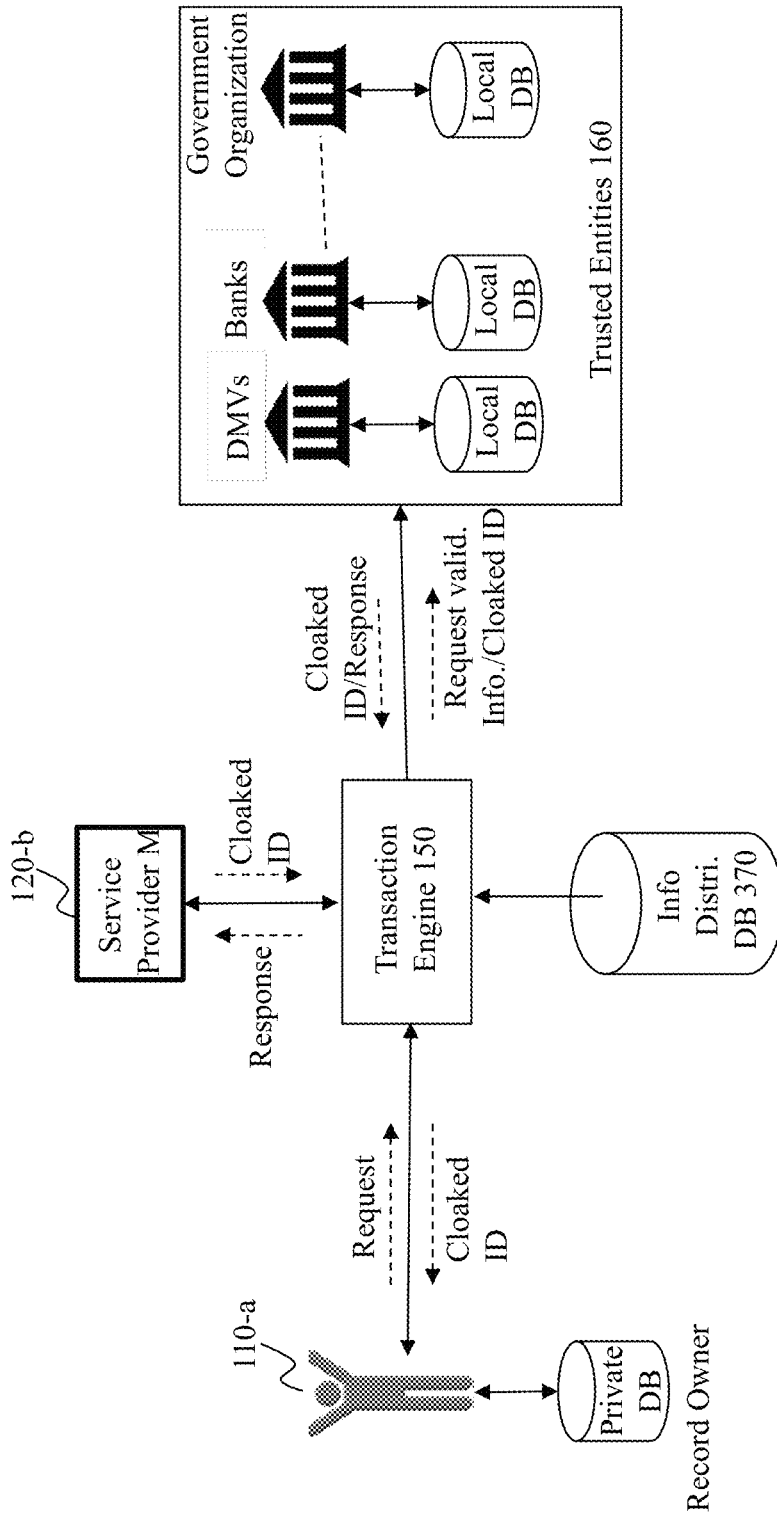 110-a
Private
DB
Record Owner
Request
Cloaked
ID
120-b
Service
Provider M
Response
Cloaked
ID
Transaction
Engine 150
Info
Distri.
DB 370
Cloaked
ID/Response
Request valid.
Info./Cloaked ID
DMVs
Banks
Government
Organization
Local
DB
Local
DB
Local
DB
Trusted Entities 160